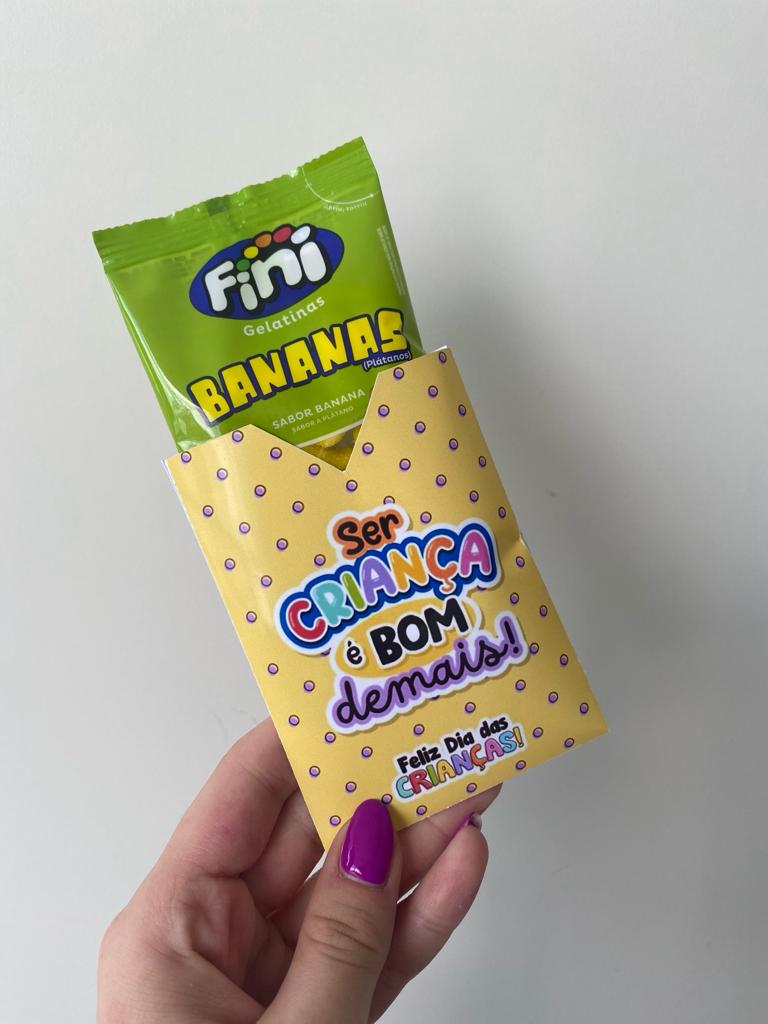 Fini
Gelatinas
BANANAS
(Plátanos)
SABOR BANANA
SABOR A PLÁTANO
Ser
CRIANÇA
é BOM
demais!
Feliz Dia das
CRIANÇAS!